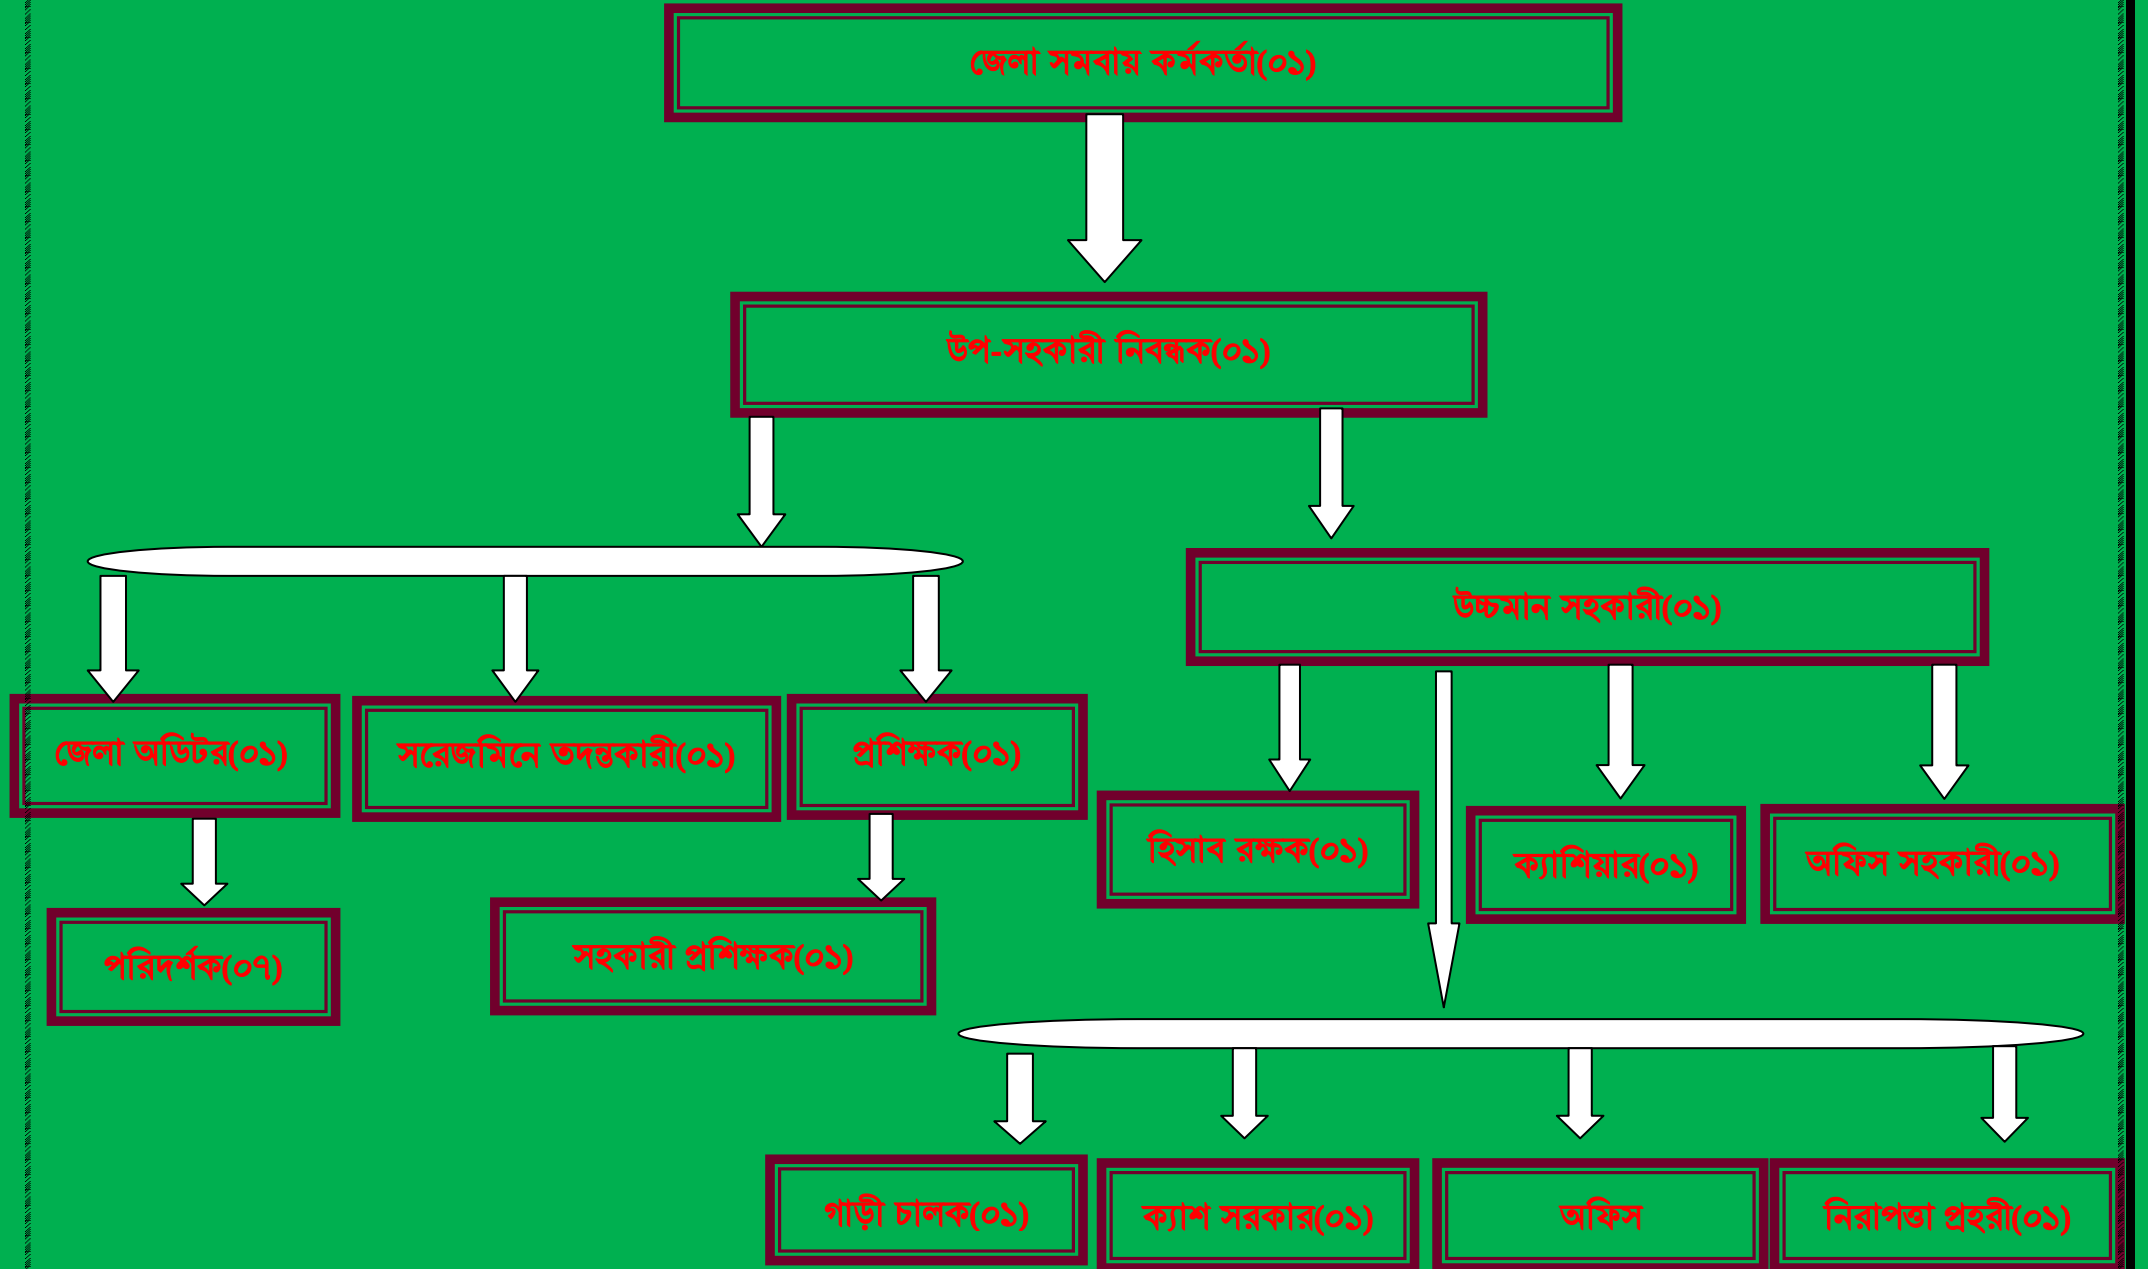 জেলা সমবায় কর্মকর্তা(০১)
উপ-সহকারী নিবন্ধক(০১)
উচ্চমান সহকারী(০১)
জেলা অডিটর(০১)
সরেজমিনে তদন্তকারী(০১)
প্রশিক্ষক(০১)
হিসাব রক্ষক(০১)
ক্যাশিয়ার(০১)
অফিস সহকারী(০১)
পরিদর্শক(০৭)
সহকারী প্রশিক্ষক(০১)
গাড়ী চালক(০১)
ক্যাশ সরকার(০১)
অফিস
নিরাপত্তা প্রহরী(০১)